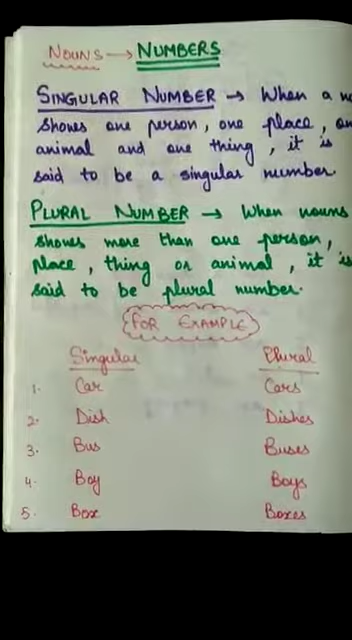 NOUNS → NUMBERS
SINGULAR NUMBER → When a
shows one person, one place,
animal and one thing, it is
said to be a singular number.
PLURAL NUMBER → When nouns
shows more than one person,
place, thing or animal, it is
said to be plural number.
FOR EXAMPLE
Singular Plural
1. Car Cars
2. Dish Dishes
3. Bus Buses
4. Boy Boys
5. Box Boxes